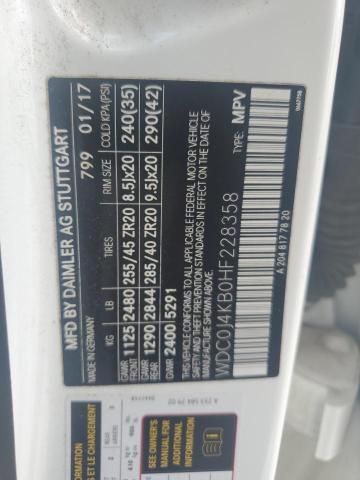 MFD BY DAIMLER AG STUTTGART
MADE IN GERMANY 799 01/17
KG LB TIRES RIM SIZE COLD KPA(PSI)
GAWR FRONT 1125 2480 255/45 ZR20 8.5Jx20 240(35)
GAWR REAR 1290 2844 285/40 ZR20 9.5Jx20 290(42)
GVWR 2400 5291
THIS VEHICLE CONFORMS TO ALL APPLICABLE FEDERAL MOTOR VEHICLE
SAFETY, BUMPER, AND THEFT PREVENTION STANDARDS IN EFFECT ON THE DATE OF
MANUFACTURE SHOWN ABOVE.
WDC0J4KB0HF228358 TYPE: MPV
A 204 817 78 20
SEE OWNER'S
MANUAL FOR
ADDITIONAL
INFORMATION